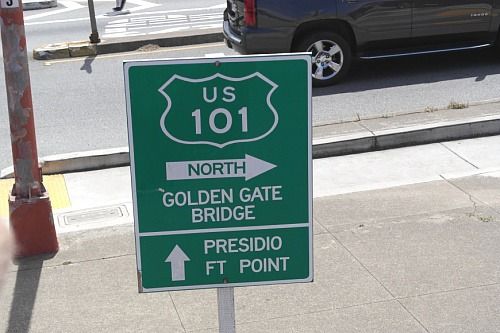 US
101
NORTH
GOLDEN GATE
BRIDGE
PRESIDIO
FT POINT